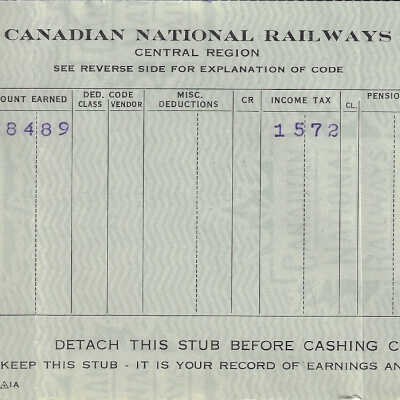 CANADIAN NATIONAL RAILWAYS
CENTRAL REGION
SEE REVERSE SIDE FOR EXPLANATION OF CODE
OUNT EARNED DED. CODE CLASS VENDOR MISC. DEDUCTIONS CR INCOME TAX CL. PENSIO
8489 1572
DETACH THIS STUB BEFORE CASHING C
KEEP THIS STUB - IT IS YOUR RECORD OF EARNINGS AN
1A